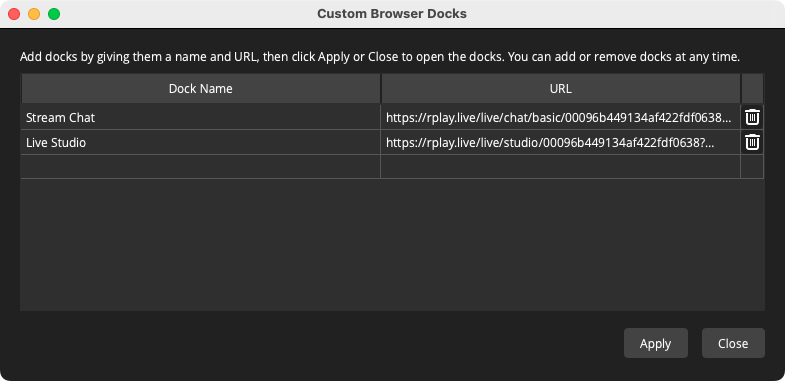 Custom Browser Docks
Add docks by giving them a name and URL, then click Apply or Close to open the docks. You can add or remove docks at any time.
Dock Name URL
Stream Chat https://rplay.live/live/chat/basic/00096b449134af422fdf0638...
Live Studio https://rplay.live/live/studio/00096b449134af422fdf0638?...
Apply Close